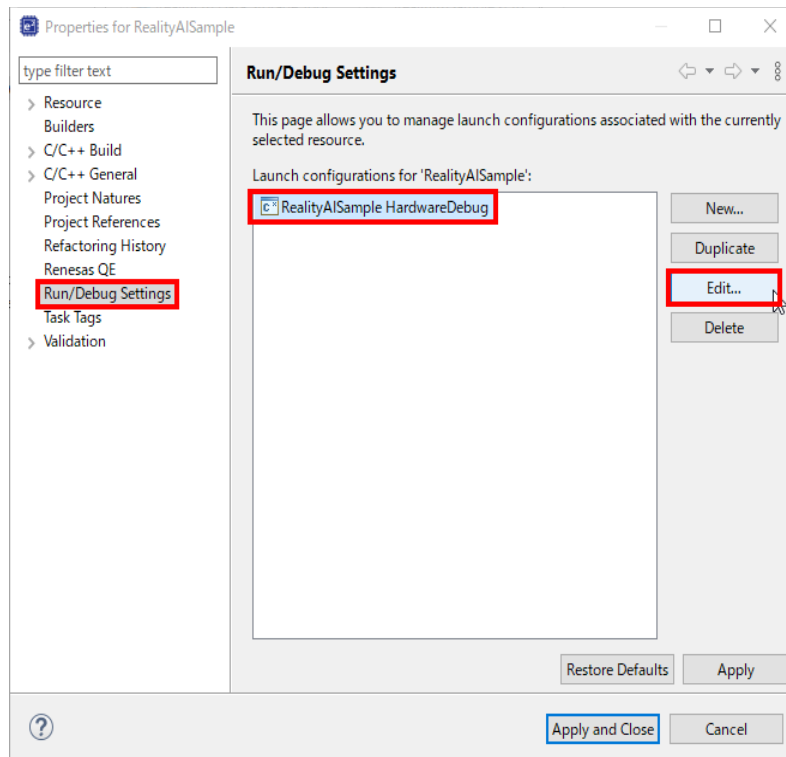 Properties for RealityAISample
type filter text
Resource
Builders
C/C++ Build
C/C++ General
Project Natures
Project References
Refactoring History
Renesas QE
Run/Debug Settings
Task Tags
Validation
Run/Debug Settings
This page allows you to manage launch configurations associated with the currently
selected resource.
Launch configurations for 'RealityAISample':
RealityAISample HardwareDebug
New...
Duplicate
Edit...
Delete
Restore Defaults
Apply
Apply and Close
Cancel